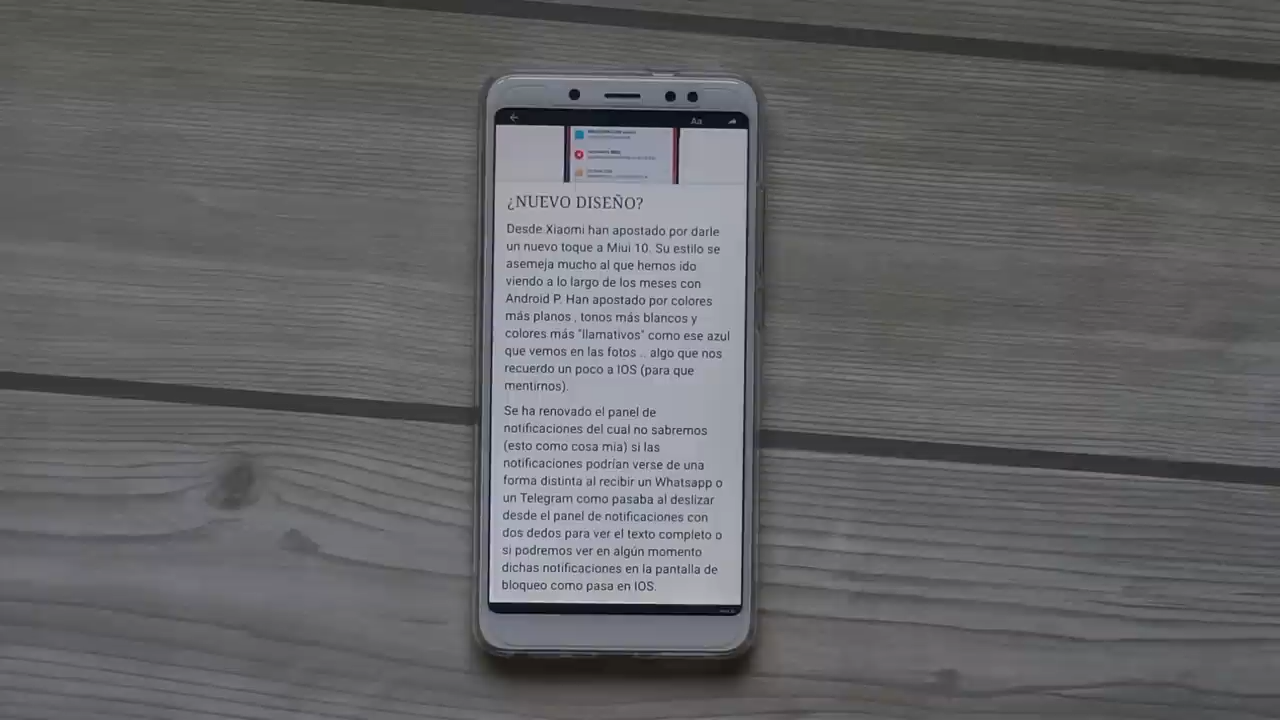 Aa
¿NUEVO DISEÑO?
Desde Xiaomi han apostado por darle
un nuevo toque a Miui 10. Su estilo se
asemeja mucho al que hemos ido
viendo a lo largo de los meses con
Android P. Han apostado por colores
más planos , tonos más blancos y
colores más "llamativos" como ese azul
que vemos en las fotos .. algo que nos
recuerdo un poco a IOS (para que
mentirnos).
Se ha renovado el panel de
notificaciones del cual no sabremos
(esto como cosa mía) si las
notificaciones podrían verse de una
forma distinta al recibir un Whatsapp o
un Telegram como pasaba al deslizar
desde el panel de notificaciones con
dos dedos para ver el texto completo o
si podremos ver en algún momento
dichas notificaciones en la pantalla de
bloqueo como pasa en IOS.